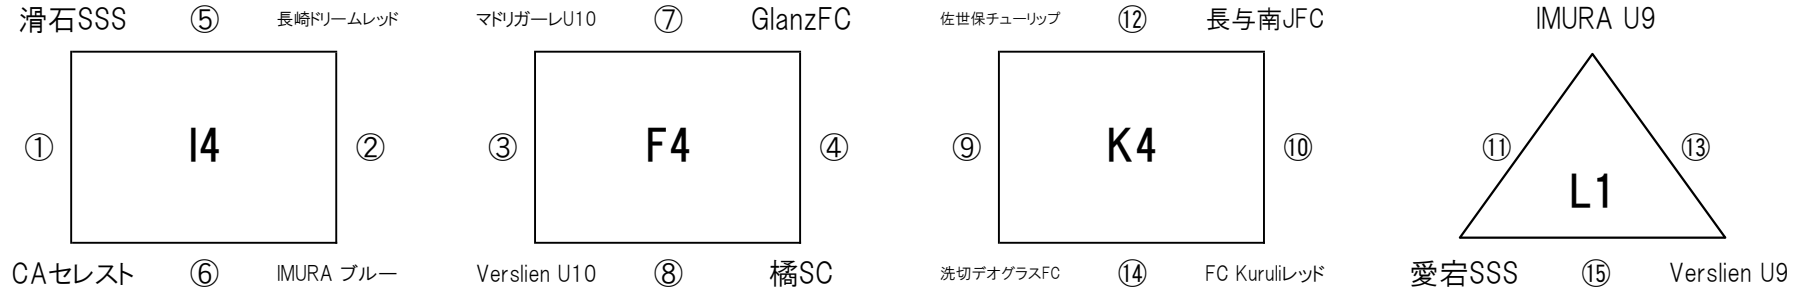 滑石SSS ⑤ 長崎ドリームレッド
① I4 ②
CAセレスト ⑥ IMURA ブルー
マドリガーレU10 ⑦ GlanzFC
③ F4 ④
Verslien U10 ⑧ 橘SC
佐世保チューリップ ⑫ 長与南JFC
⑨ K4 ⑩
洗切デオグラスFC ⑭ FC Kuruliレッド
IMURA U9
⑪ L1 ⑬
愛宕SSS ⑮ Verslien U9